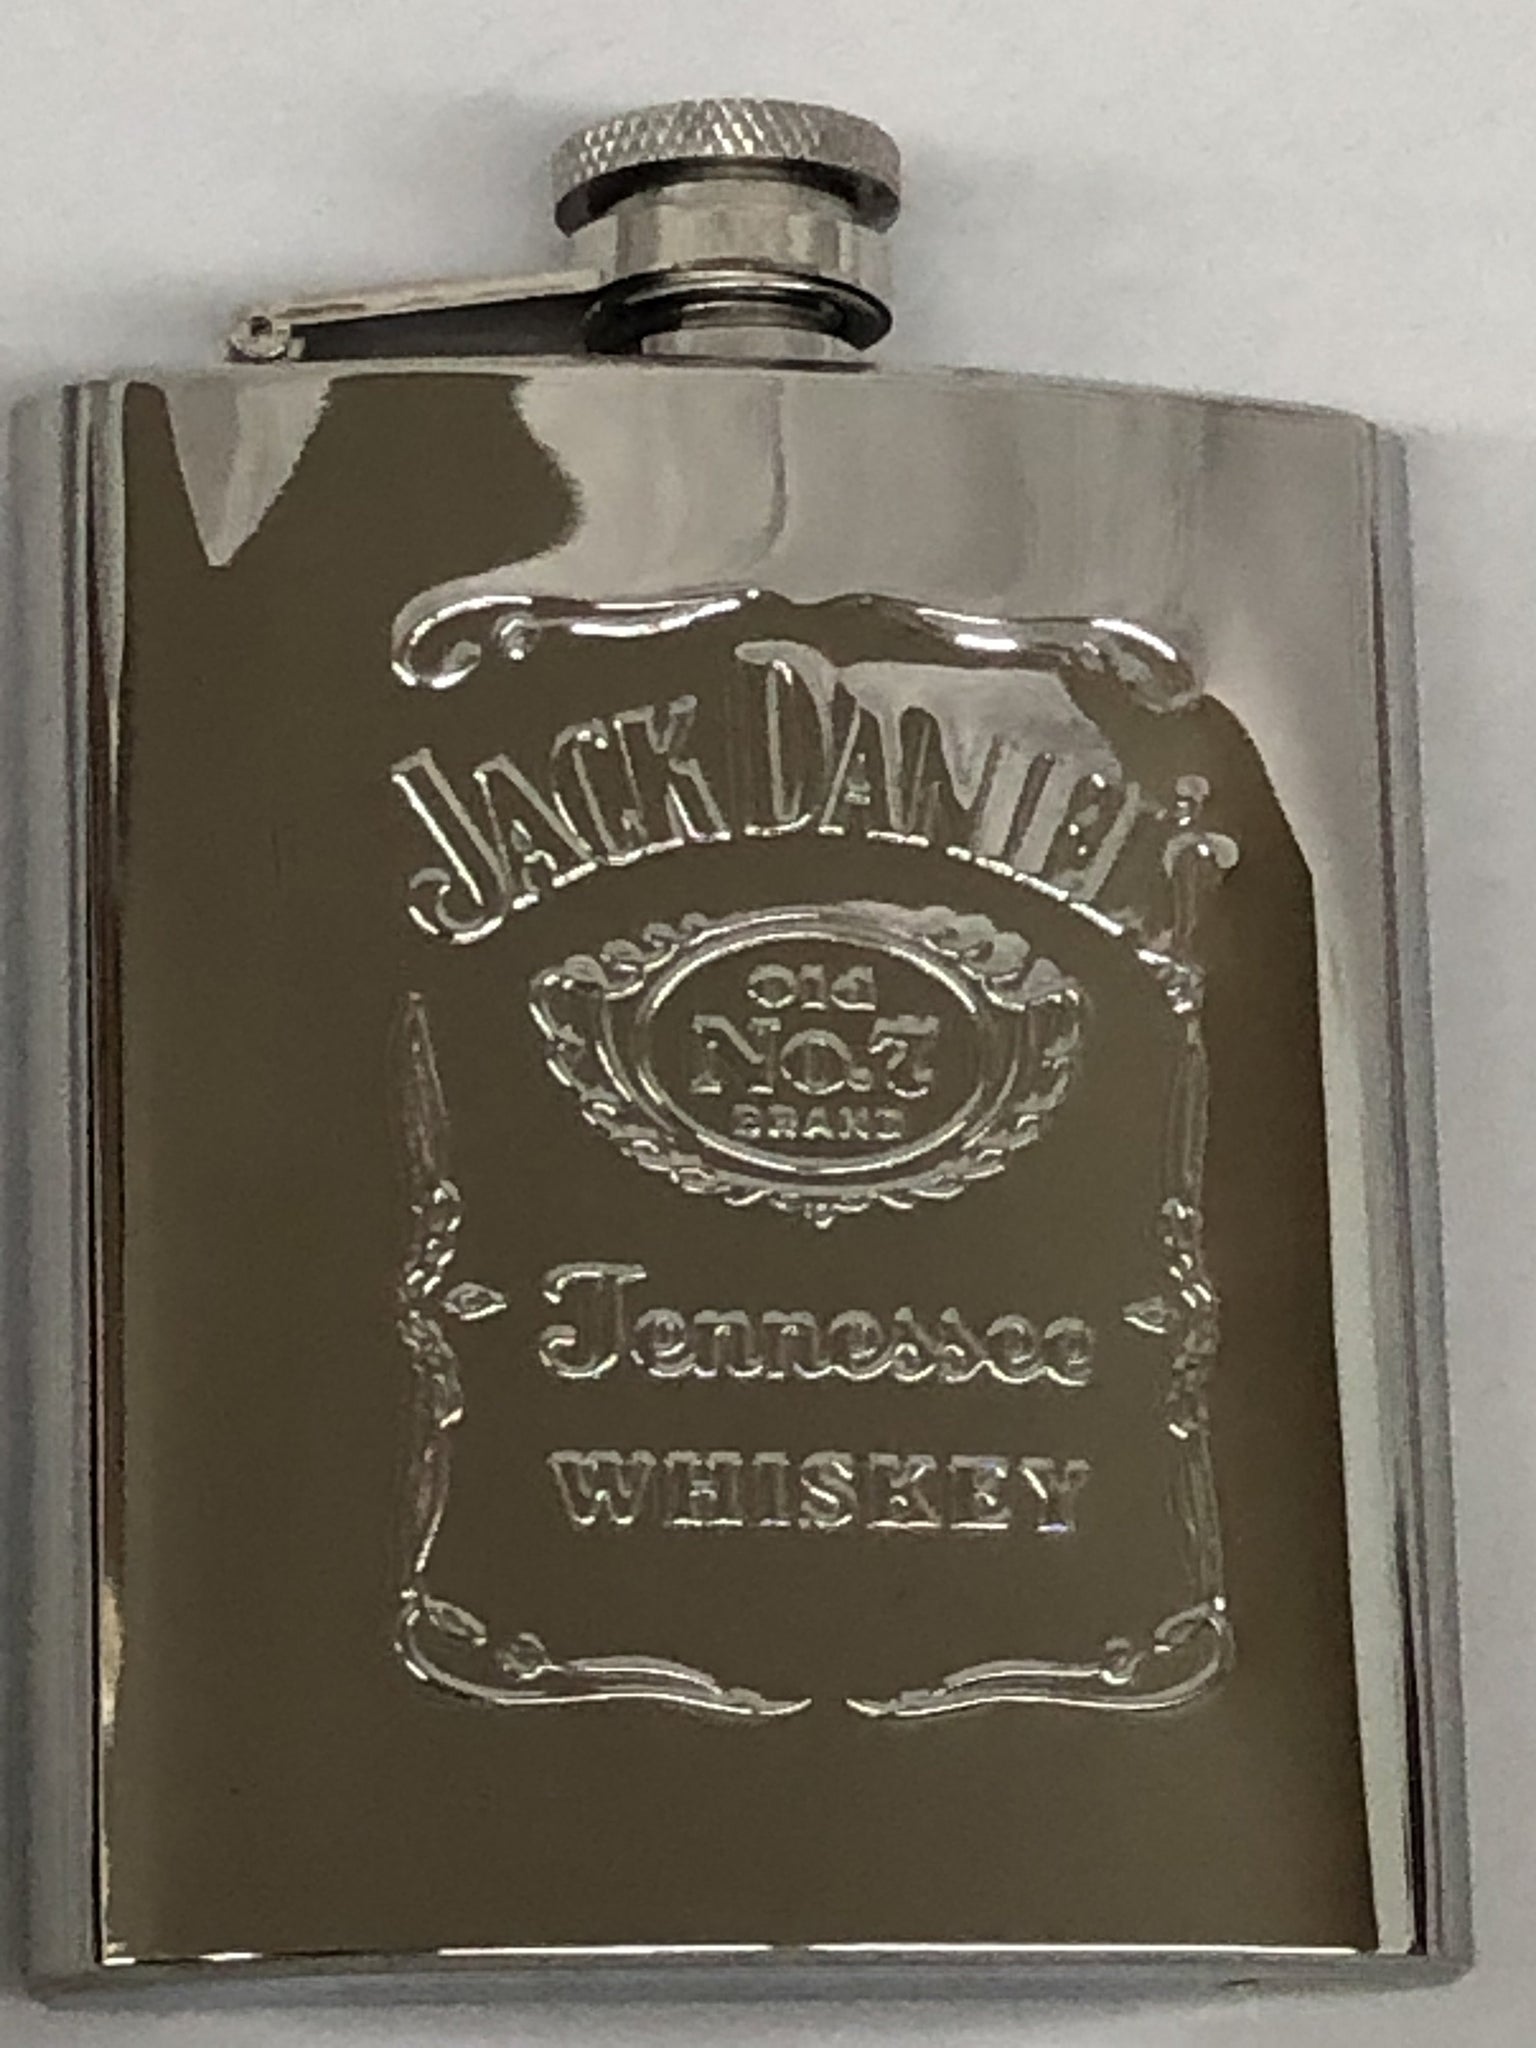 JACK DANIEL'S
OLD
NO.7
BRAND
Tennessee
WHISKEY